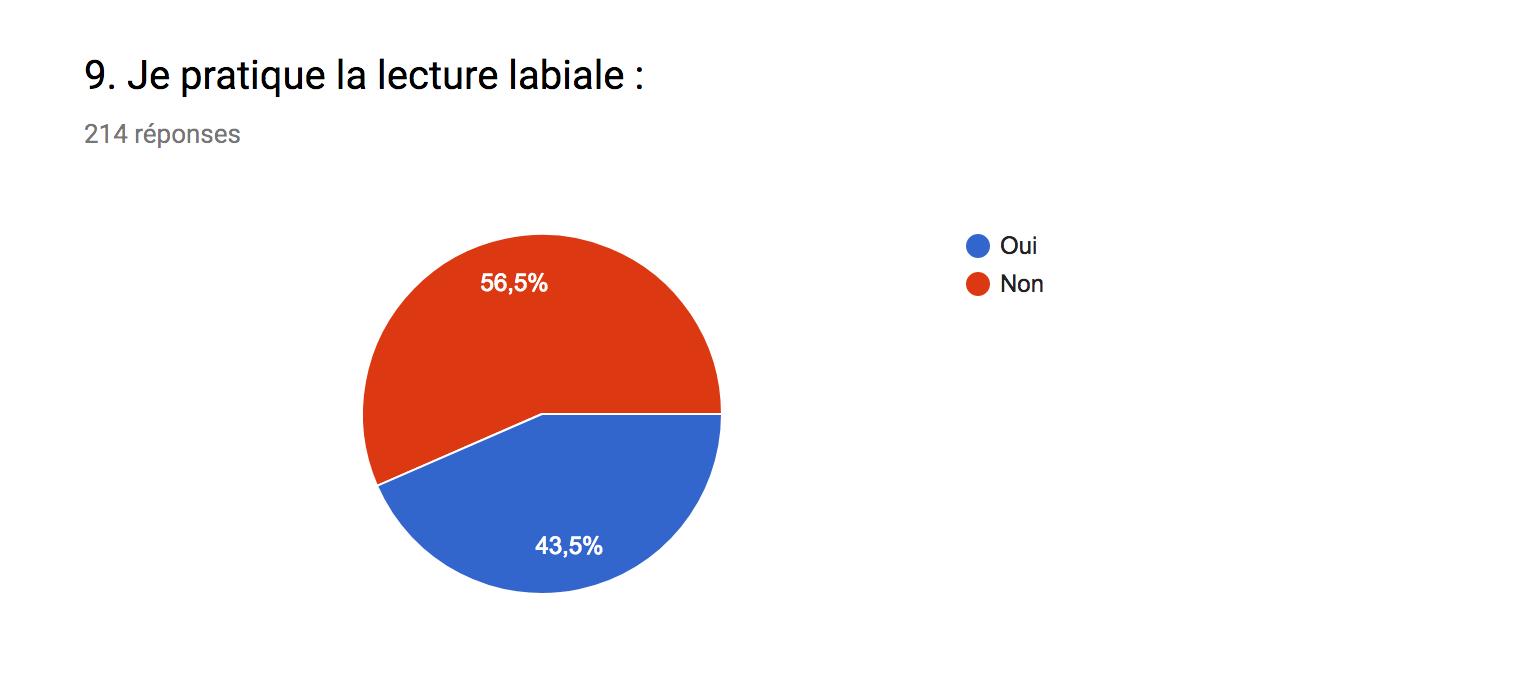 9. Je pratique la lecture labiale :
214 réponses
Oui
56,5%
Non
43,5%